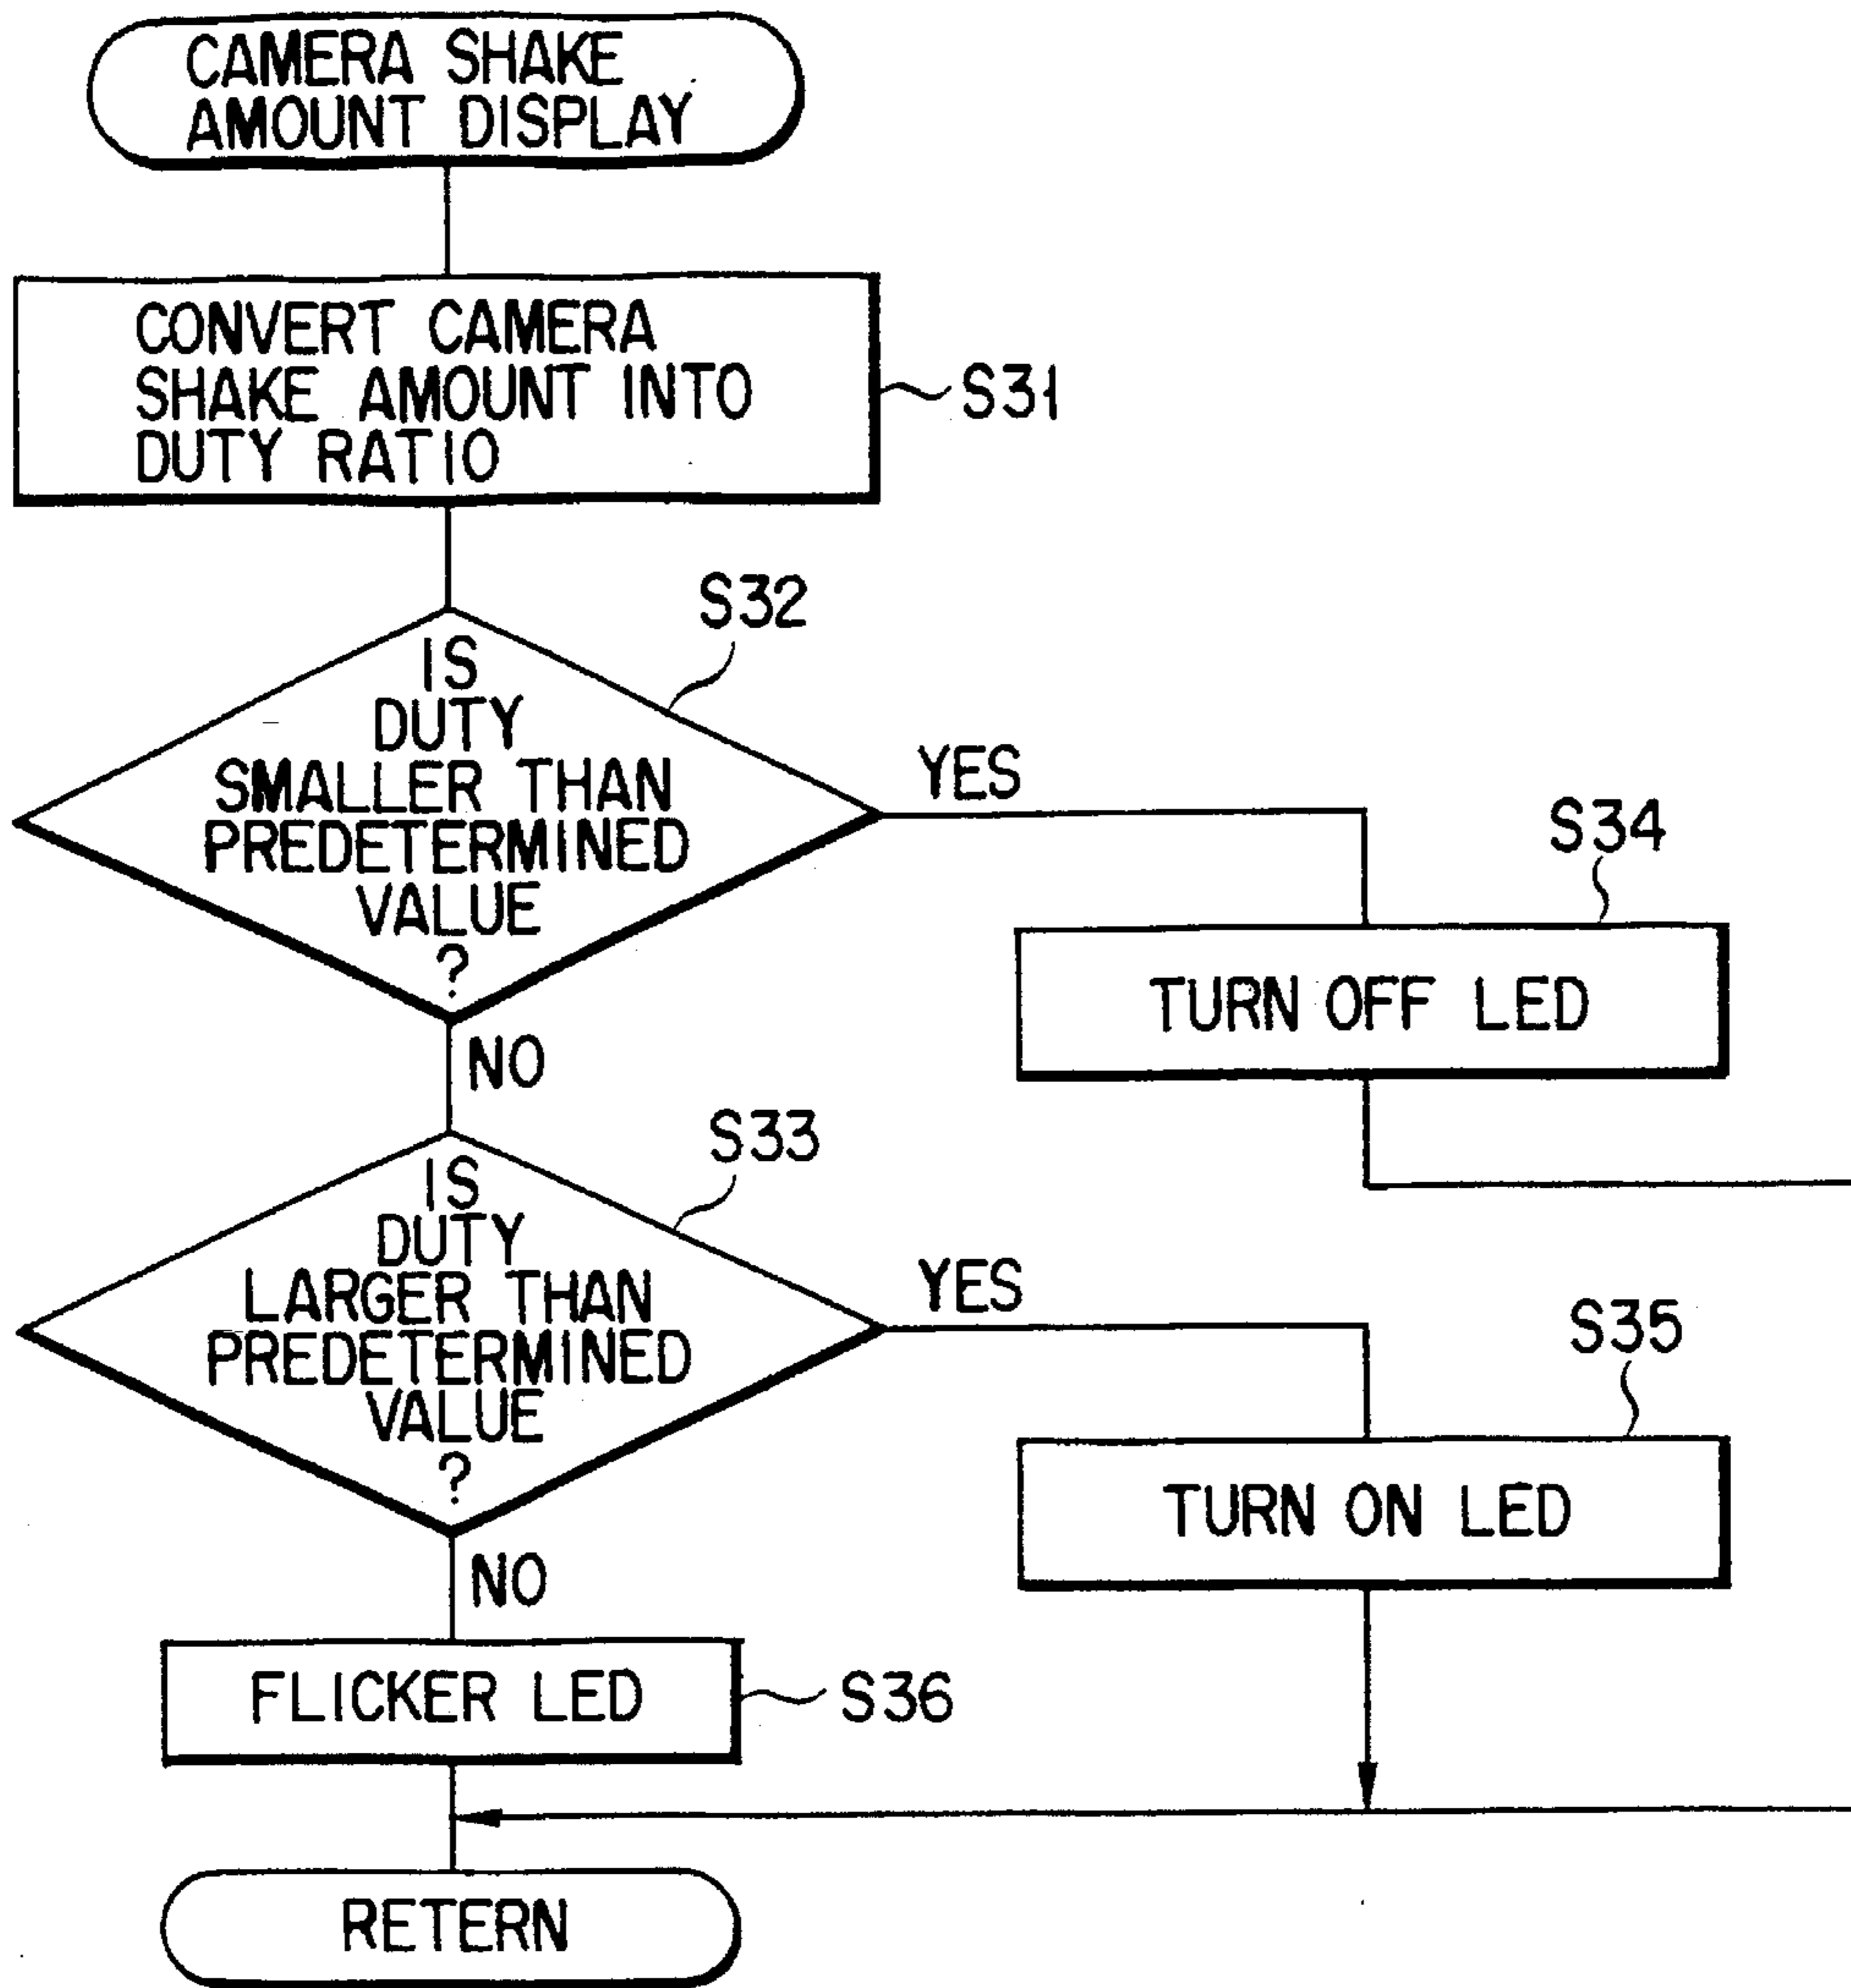 CAMERA SHAKE
AMOUNT DISPLAY
CONVERT CAMERA
SHAKE AMOUNT INTO
DUTY RATIO
S31
S32
IS
DUTY
SMALLER THAN
PREDETERMINED
VALUE
?
YES
NO
S34
TURN OFF LED
S33
IS
DUTY
LARGER THAN
PREDETERMINED
VALUE
?
YES
NO
S35
TURN ON LED
FLICKER LED
S36
RETERN